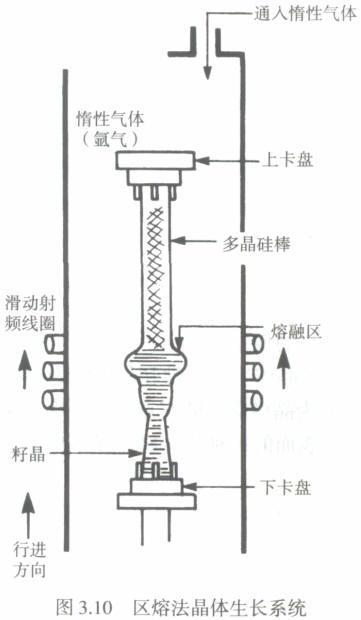 通入惰性气体
惰性气体
（氩气）
上卡盘
多晶硅棒
滑动射
频线圈
熔融区
籽晶
下卡盘
行进
方向
图 3.10 区熔法晶体生长系统